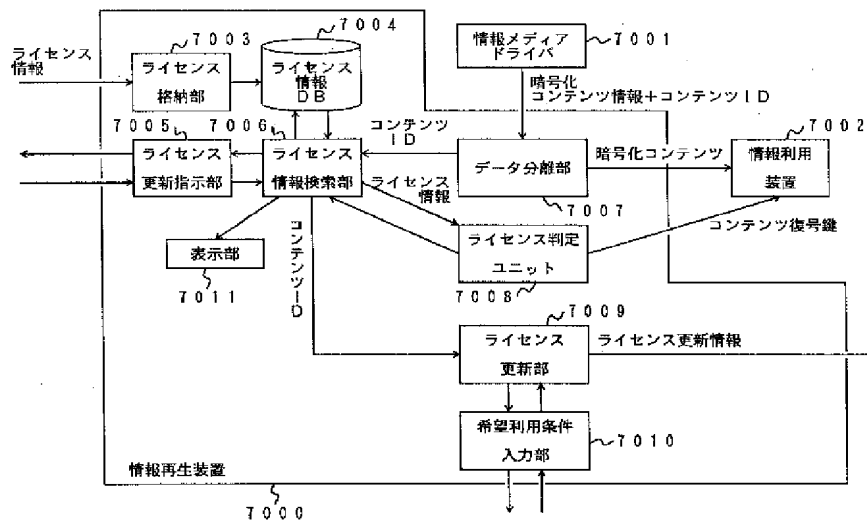 7003
7004
情報メディア
ドライバ
7001
ライセンス
情報
ライセンス
格納部
ライセンス
情報
DB
暗号化
コンテンツ情報+コンテンツID
7005
7006
コンテンツ
ID
7002
ライセンス
更新指示部
ライセンス
情報検索部
データ分離部
暗号化コンテンツ
情報利用
装置
ライセンス
情報
7007
コンテンツ復号鍵
表示部
7011
コンテンツID
ライセンス判定
ユニット
7008
7009
ライセンス
更新部
ライセンス更新情報
希望利用条件
入力部
7010
情報再生装置
7000